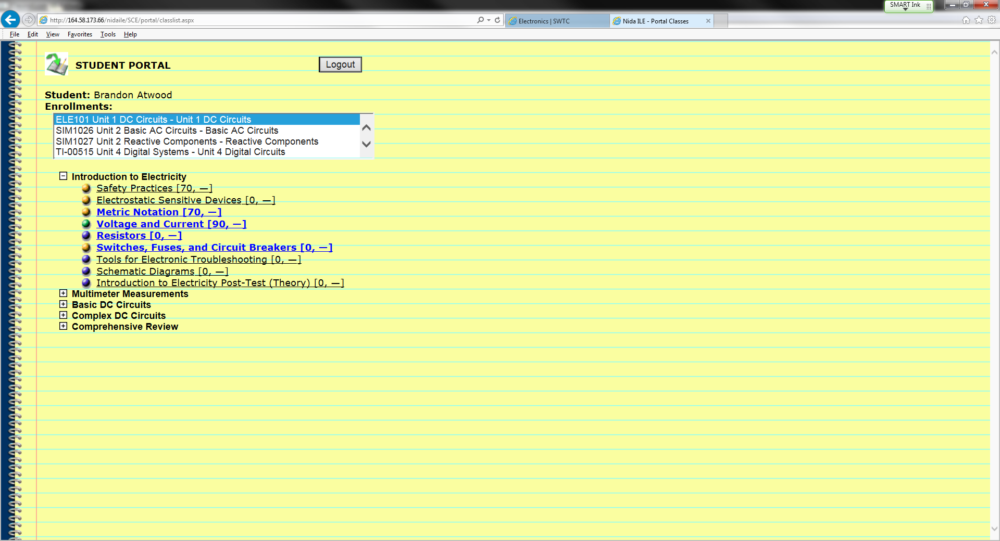 SMART Ink
http://164.58.173.66/nidaile/SCE/portal/classlist.aspx
Electronics | SWTC
Nida ILE - Portal Classes
File Edit View Favorites Tools Help
STUDENT PORTAL
Logout
Student: Brandon Atwood
Enrollments:
ELE101 Unit 1 DC Circuits - Unit 1 DC Circuits
SIM1026 Unit 2 Basic AC Circuits - Basic AC Circuits
SIM1027 Unit 2 Reactive Components - Reactive Components
TI-00515 Unit 4 Digital Systems - Unit 4 Digital Circuits
Introduction to Electricity
Safety Practices [70, —]
Electrostatic Sensitive Devices [0, —]
Metric Notation [70, —]
Voltage and Current [90, —]
Resistors [0, —]
Switches, Fuses, and Circuit Breakers [0, —]
Tools for Electronic Troubleshooting [0, —]
Schematic Diagrams [0, —]
Introduction to Electricity Post-Test (Theory) [0, —]
Multimeter Measurements
Basic DC Circuits
Complex DC Circuits
Comprehensive Review